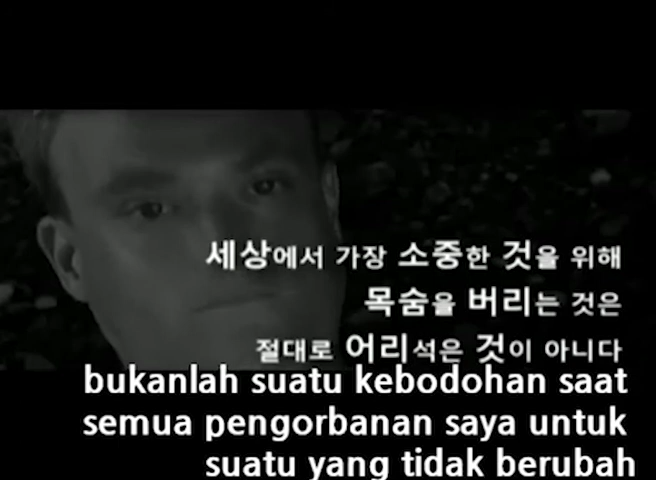 세상에서 가장 소중한 것을 위해
목숨을 버리는 것은
절대로 어리석은 것이 아니다
bukanlah suatu kebodohan saat
semua pengorbanan saya untuk
suatu yang tidak berubah